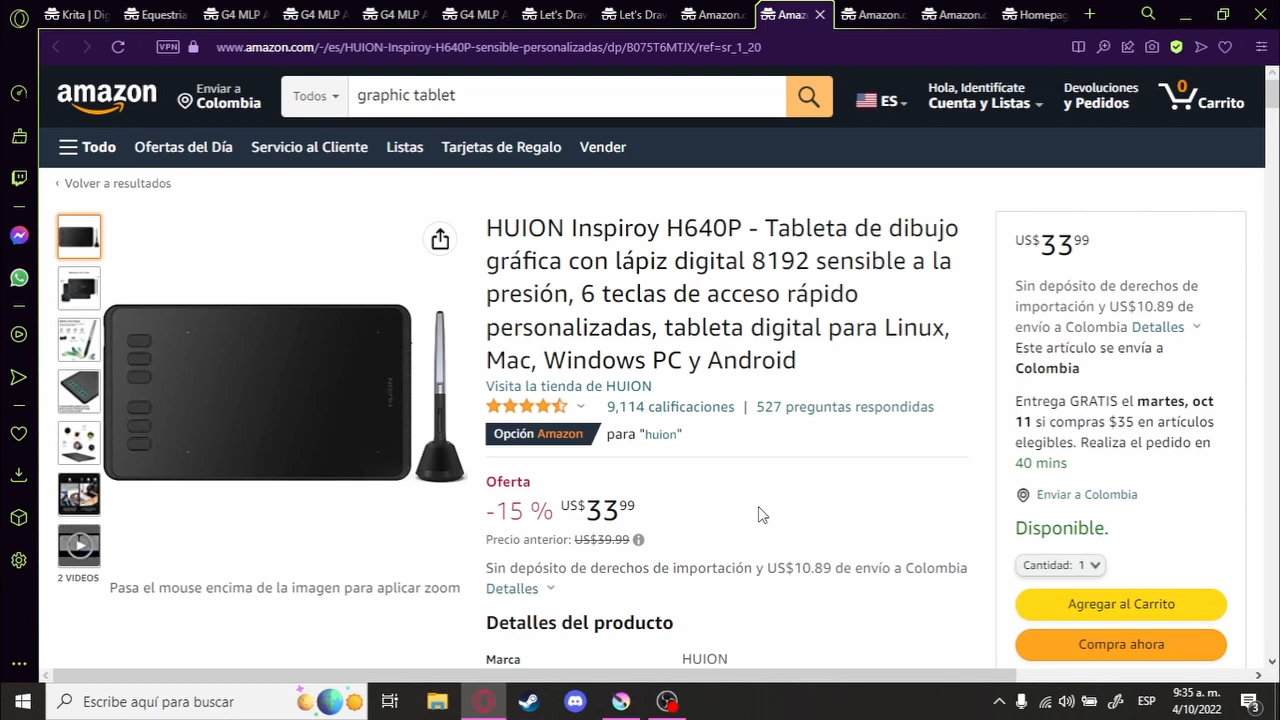 Krita | D
Equestria
G4 MLP A
G4 MLP A
G4 MLP A
G4 MLP A
Let's Dra
Let's Dra
Amazon.c
Amaz
Amazon.c
Amazon.c
Homepag
VPN www.amazon.com/-/es/HUION-Inspiroy-H640P-sensible-personalizadas/dp/B075T6MTJX/ref=sr_1_20
amazon
Enviar a
Colombia
Todos
graphic tablet
ES
Hola, Identifícate
Cuenta y Listas
Devoluciones
y Pedidos
0
Carrito
Todo
Ofertas del Día
Servicio al Cliente
Listas
Tarjetas de Regalo
Vender
‹ Volver a resultados
HUION Inspiroy H640P - Tableta de dibujo
gráfica con lápiz digital 8192 sensible a la
presión, 6 teclas de acceso rápido
personalizadas, tableta digital para Linux,
Mac, Windows PC y Android
Visita la tienda de HUION
9,114 calificaciones | 527 preguntas respondidas
Opción Amazon para "huion"
Oferta
-15 % US$3399
Precio anterior: US$39.99
Sin depósito de derechos de importación y US$10.89 de envío a Colombia
Detalles
Detalles del producto
Marca HUION
HUION
2 VIDEOS
Pasa el mouse encima de la imagen para aplicar zoom
US$3399
Sin depósito de derechos de
importación y US$10.89 de
envío a Colombia Detalles
Este artículo se envía a
Colombia
Entrega GRATIS el martes, oct
11 si compras $35 en artículos
elegibles. Realiza el pedido en
40 mins
Enviar a Colombia
Disponible.
Cantidad: 1
Agregar al Carrito
Compra ahora
Escribe aquí para buscar
ESP
9:35 a. m.
4/10/2022
3